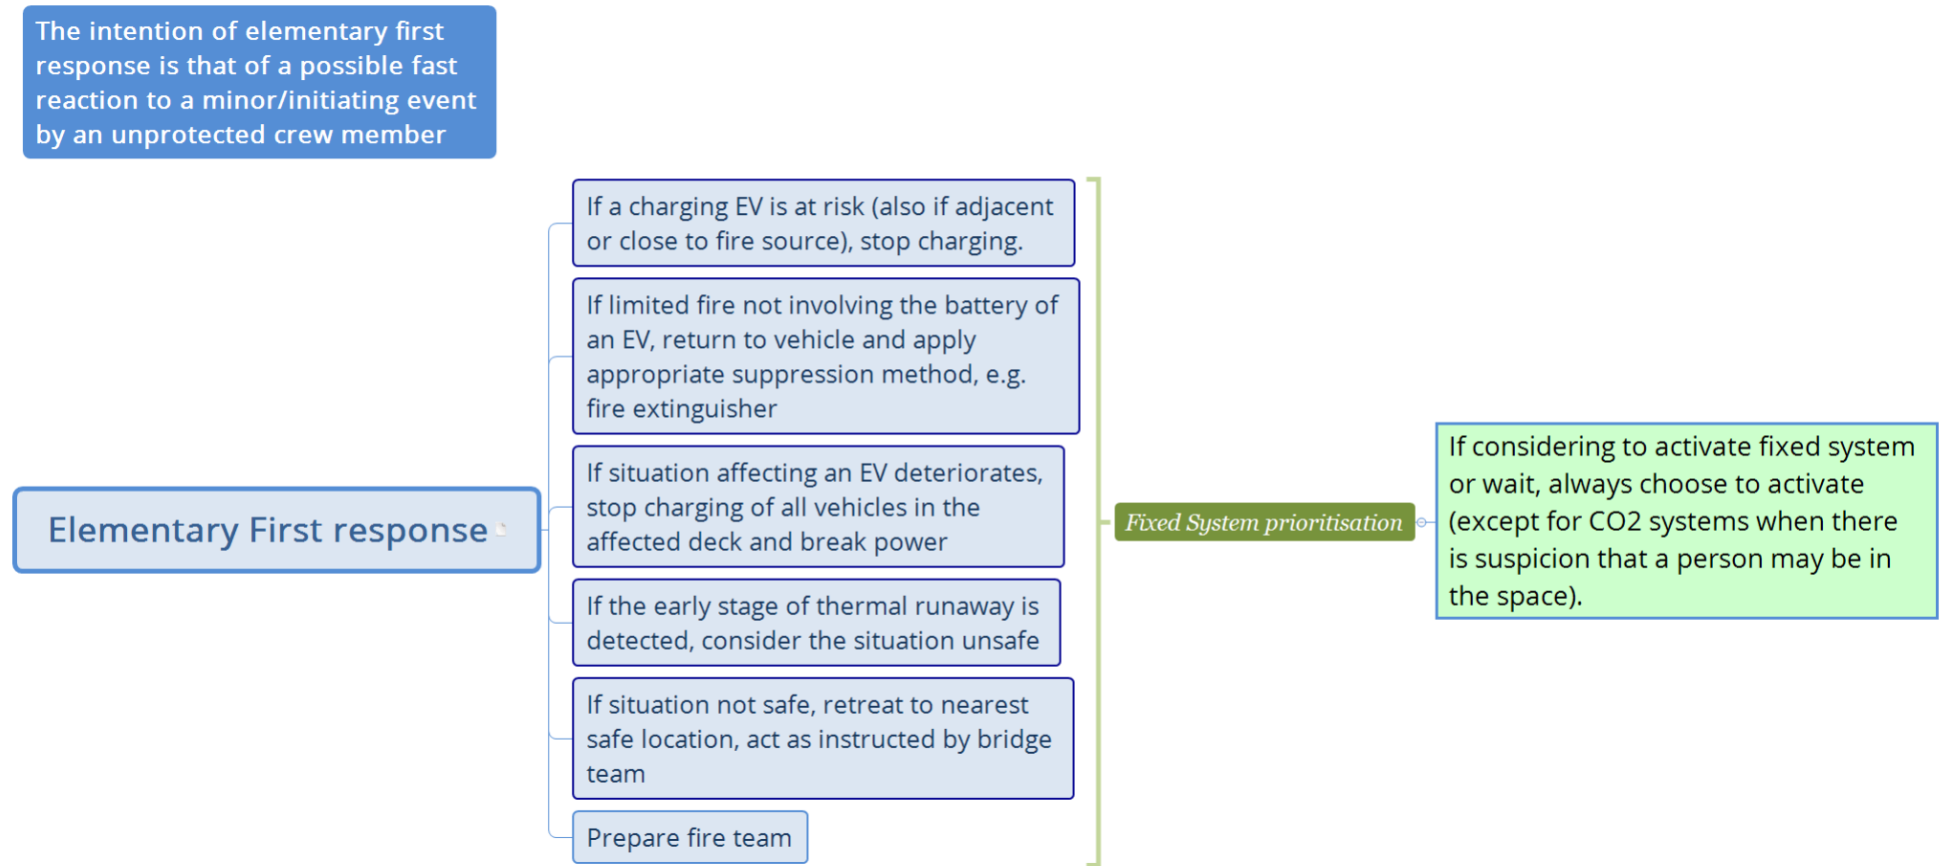 The intention of elementary first
response is that of a possible fast
reaction to a minor/initiating event
by an unprotected crew member
Elementary First response
If a charging EV is at risk (also if adjacent
or close to fire source), stop charging.
If limited fire not involving the battery of
an EV, return to vehicle and apply
appropriate suppression method, e.g.
fire extinguisher
If situation affecting an EV deteriorates,
stop charging of all vehicles in the
affected deck and break power
If the early stage of thermal runaway is
detected, consider the situation unsafe
If situation not safe, retreat to nearest
safe location, act as instructed by bridge
team
Prepare fire team
Fixed System prioritisation
If considering to activate fixed system
or wait, always choose to activate
(except for CO2 systems when there
is suspicion that a person may be in
the space).